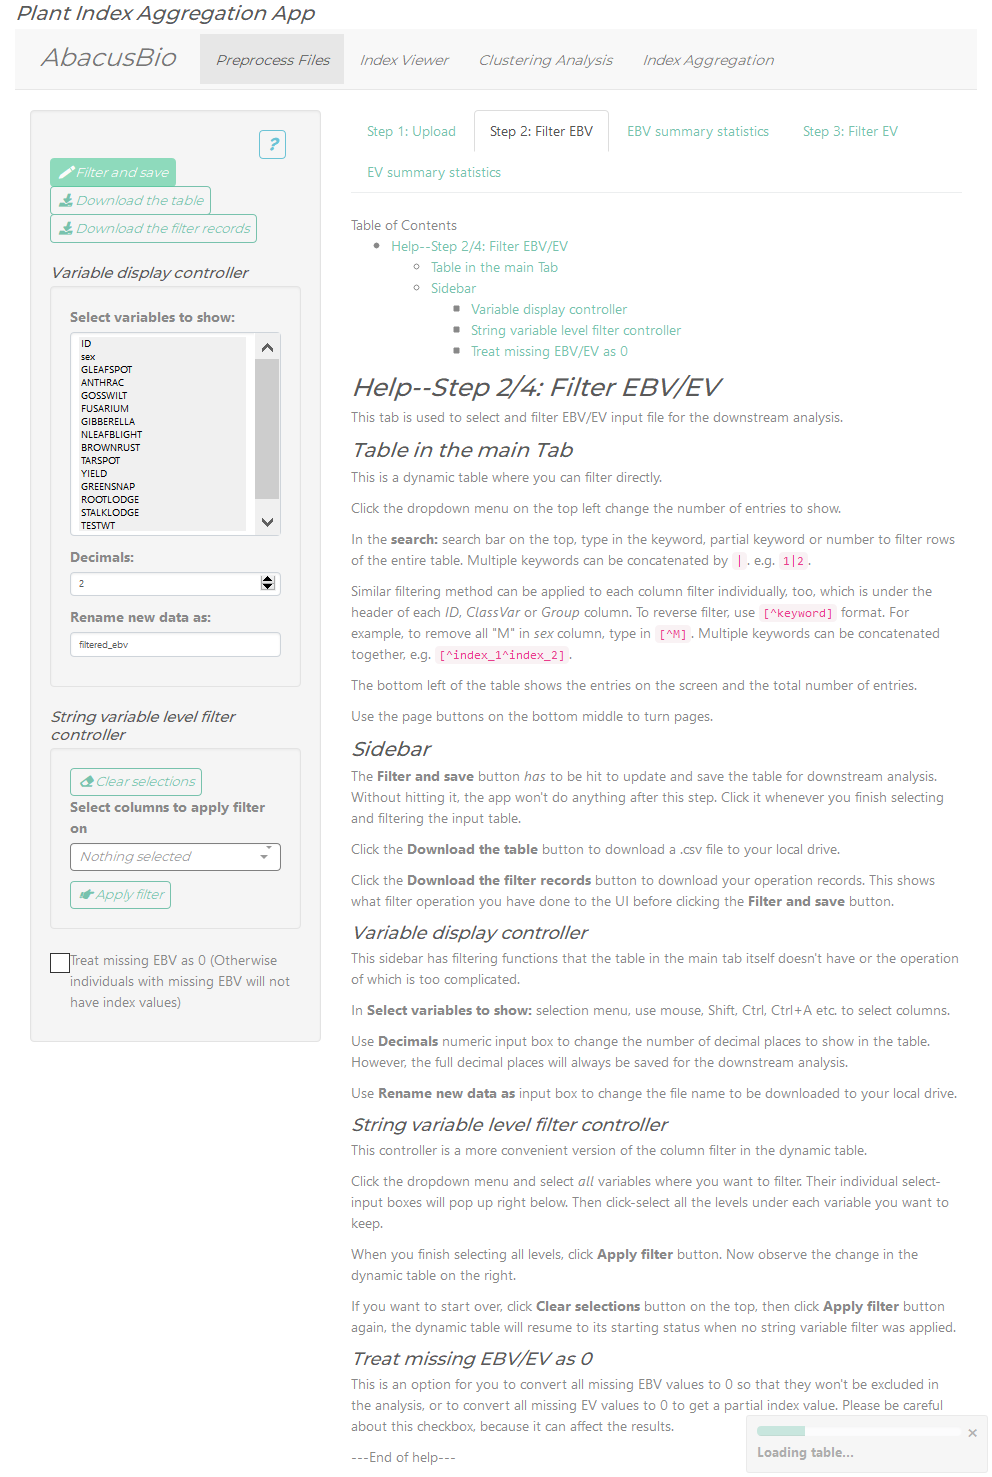 Plant Index Aggregation App
AbacusBio
Preprocess Files
Index Viewer
Clustering Analysis
Index Aggregation
?
Filter and save
Download the table
Download the filter records
Variable display controller
Select variables to show:
ID
sex
GLEAFSPOT
ANTHRAC
GOSSWILT
FUSARIUM
GIBBERELLA
NLEAFBLIGHT
BROWNRUST
TARSPOT
YIELD
GREENSNAP
ROOTLODGE
STALKLODGE
TESTWT
Decimals:
2
Rename new data as:
filtered_ebv
String variable level filter
controller
Clear selections
Select columns to apply filter
on
Nothing selected
Apply filter
Treat missing EBV as 0 (Otherwise
individuals with missing EBV will not
have index values)
Step 1: Upload
Step 2: Filter EBV
EBV summary statistics
Step 3: Filter EV
EV summary statistics
Table of Contents
Help--Step 2/4: Filter EBV/EV
Table in the main Tab
Sidebar
Variable display controller
String variable level filter controller
Treat missing EBV/EV as 0
Help--Step 2/4: Filter EBV/EV
This tab is used to select and filter EBV/EV input file for the downstream analysis.
Table in the main Tab
This is a dynamic table where you can filter directly.
Click the dropdown menu on the top left change the number of entries to show.
In the search: search bar on the top, type in the keyword, partial keyword or number to filter rows
of the entire table. Multiple keywords can be concatenated by |. e.g. 1|2.
Similar filtering method can be applied to each column filter individually, too, which is under the
header of each ID, ClassVar or Group column. To reverse filter, use [^keyword] format. For
example, to remove all "M" in sex column, type in [^M]. Multiple keywords can be concatenated
together, e.g. [^index_1^index_2].
The bottom left of the table shows the entries on the screen and the total number of entries.
Use the page buttons on the bottom middle to turn pages.
Sidebar
The Filter and save button has to be hit to update and save the table for downstream analysis.
Without hitting it, the app won't do anything after this step. Click it whenever you finish selecting
and filtering the input table.
Click the Download the table button to download a .csv file to your local drive.
Click the Download the filter records button to download your operation records. This shows
what filter operation you have done to the UI before clicking the Filter and save button.
Variable display controller
This sidebar has filtering functions that the table in the main tab itself doesn't have or the operation
of which is too complicated.
In Select variables to show: selection menu, use mouse, Shift, Ctrl, Ctrl+A etc. to select columns.
Use Decimals numeric input box to change the number of decimal places to show in the table.
However, the full decimal places will always be saved for the downstream analysis.
Use Rename new data as input box to change the file name to be downloaded to your local drive.
String variable level filter controller
This controller is a more convenient version of the column filter in the dynamic table.
Click the dropdown menu and select all variables where you want to filter. Their individual select-
input boxes will pop up right below. Then click-select all the levels under each variable you want to
keep.
When you finish selecting all levels, click Apply filter button. Now observe the change in the
dynamic table on the right.
If you want to start over, click Clear selections button on the top, then click Apply filter button
again, the dynamic table will resume to its starting status when no string variable filter was applied.
Treat missing EBV/EV as 0
This is an option for you to convert all missing EBV values to 0 so that they won't be excluded in
the analysis, or to convert all missing EV values to 0 to get a partial index value. Please be careful
about this checkbox, because it can affect the results.
---End of help---
×
Loading table...